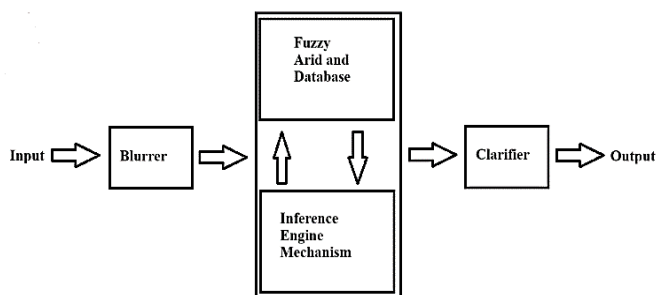 Fuzzy
Arid and
Database
Input
Blurrer
Clarifier
Output
Inference
Engine
Mechanism